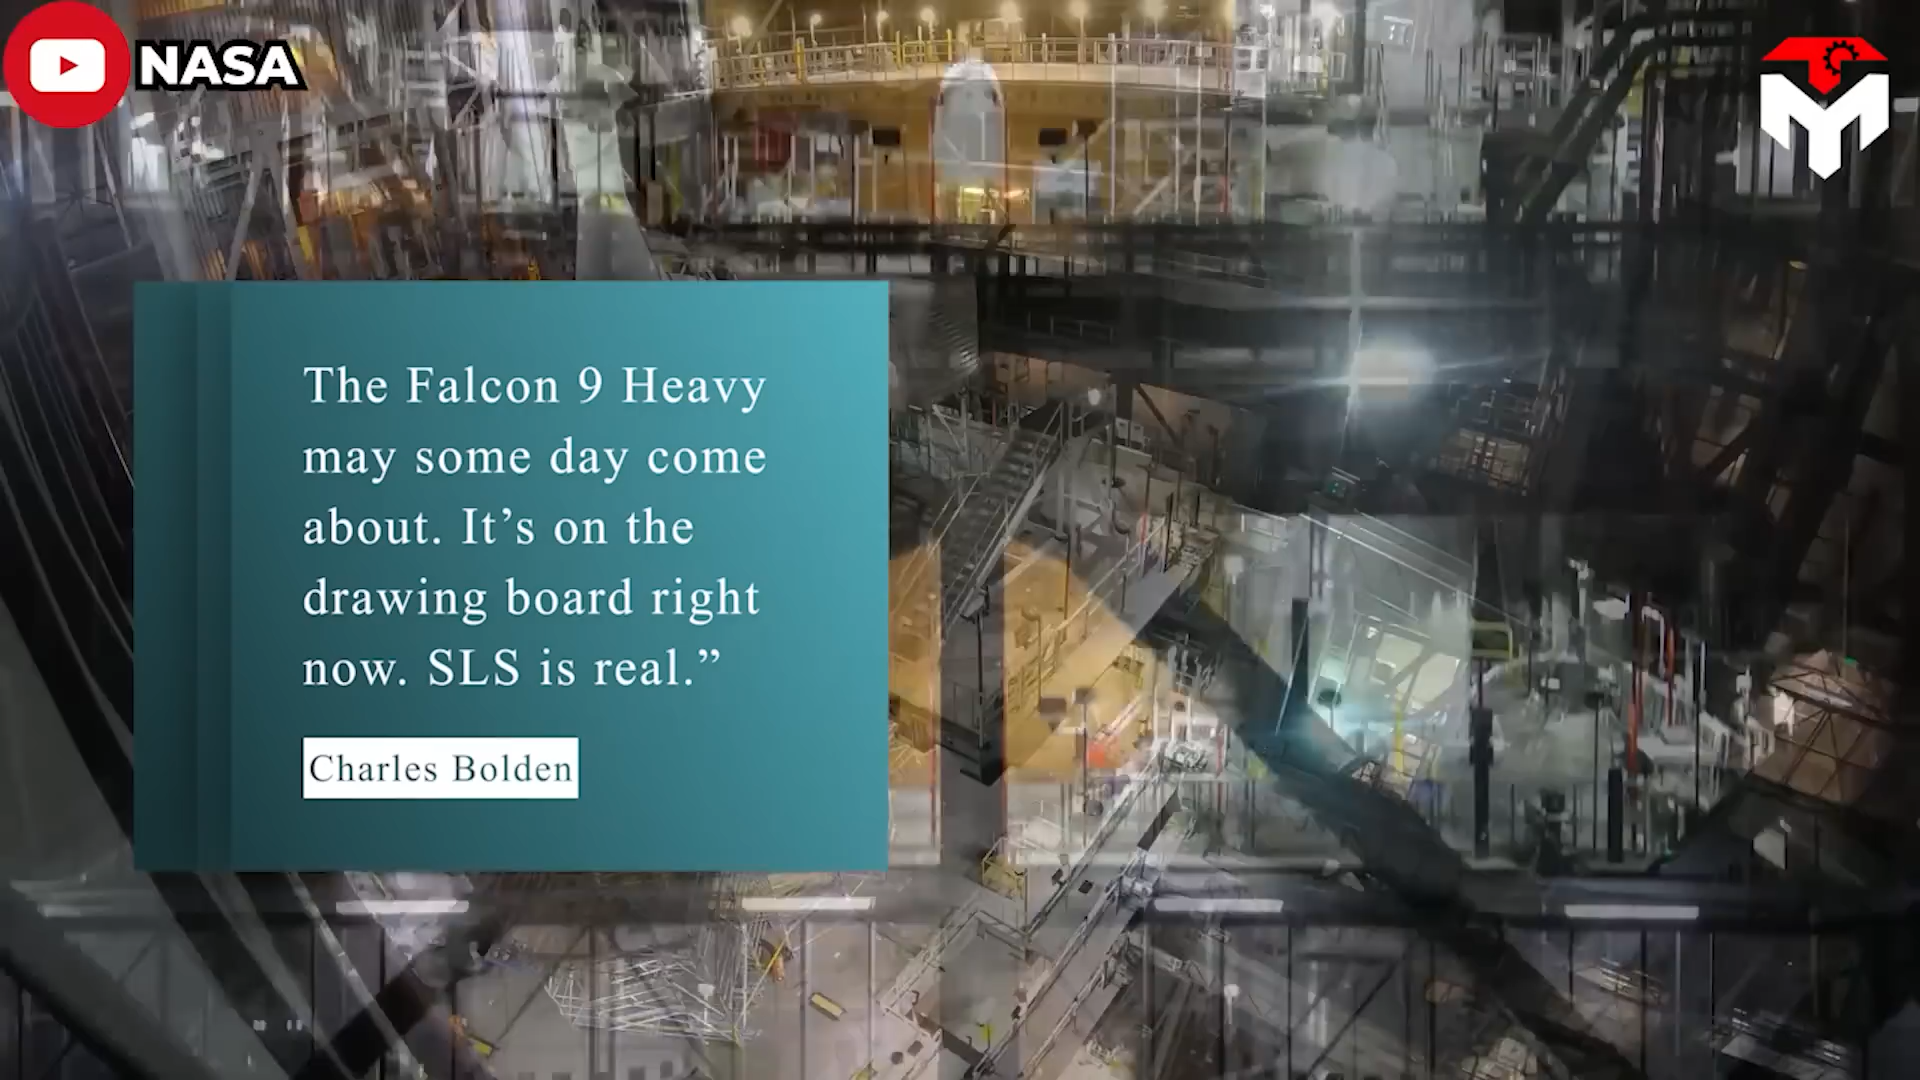 NASA
The Falcon 9 Heavy
may some day come
about. It’s on the
drawing board right
now. SLS is real.”
Charles Bolden